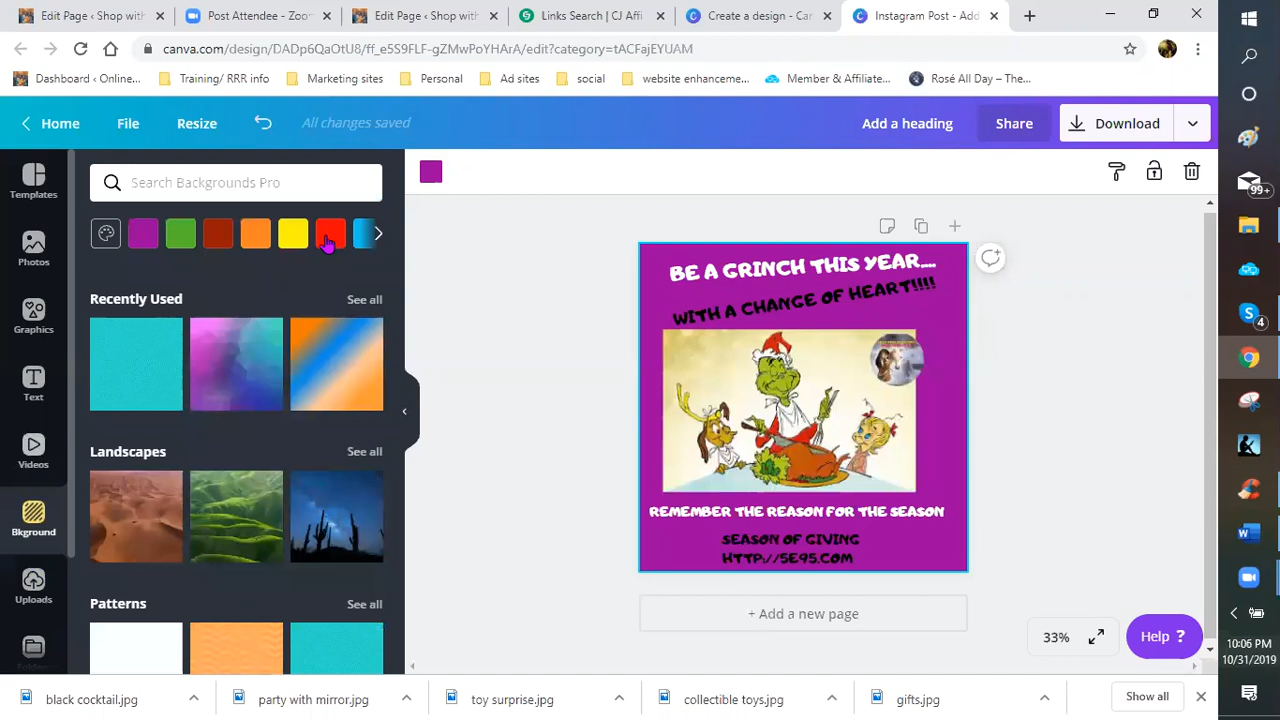 Edit Page ‹ Shop with
Post Attendee - Zoom
Edit Page ‹ Shop with
Links Search | CJ Affi
Create a design - Can
Instagram Post - Add
canva.com/design/DADp6QaOtU8/ff_e5S9FLF-gZMwPoYHArA/edit?category=tACFajEYUAM
Dashboard ‹ Online...
Training/ RRR info
Marketing sites
Personal
Ad sites
social
website enhanceme...
Member & Affiliate...
Rosé All Day – The...
Home
File
Resize
All changes saved
Add a heading
Share
Download
Templates
Photos
Graphics
Text
Videos
Bkground
Uploads
Folders
Search Backgrounds Pro
Recently Used
See all
Landscapes
See all
Patterns
See all
BE A GRINCH THIS YEAR....
WITH A CHANGE OF HEART!!!!
REMEMBER THE REASON FOR THE SEASON
SEASON OF GIVING
HTTP://5E95.COM
+ Add a new page
33%
Help ?
99+
4
10:06 PM
10/31/2019
black cocktail.jpg
party with mirror.jpg
toy surprise.jpg
collectible toys.jpg
gifts.jpg
Show all